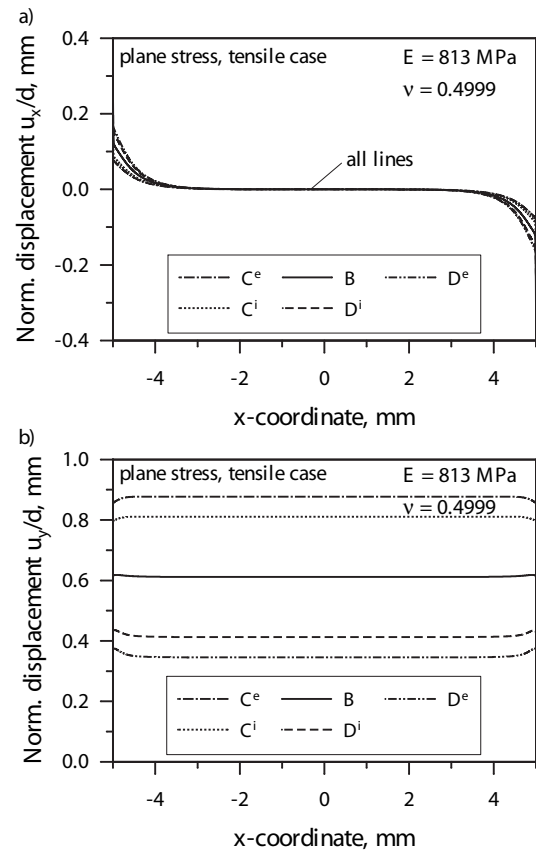 a)
0.4
plane stress, tensile case
E = 813 MPa
ν = 0.4999
0.2
all lines
0.0
-0.2
-0.4
Norm. displacement uₓ/d, mm
Cᵉ B Dᵉ
Cⁱ Dⁱ
-4 -2 0 2 4
x-coordinate, mm
b)
1.0
plane stress, tensile case
E = 813 MPa
ν = 0.4999
0.8
0.6
0.4
0.2
0.0
Norm. displacement u_y/d, mm
Cᵉ B Dᵉ
Cⁱ Dⁱ
-4 -2 0 2 4
x-coordinate, mm